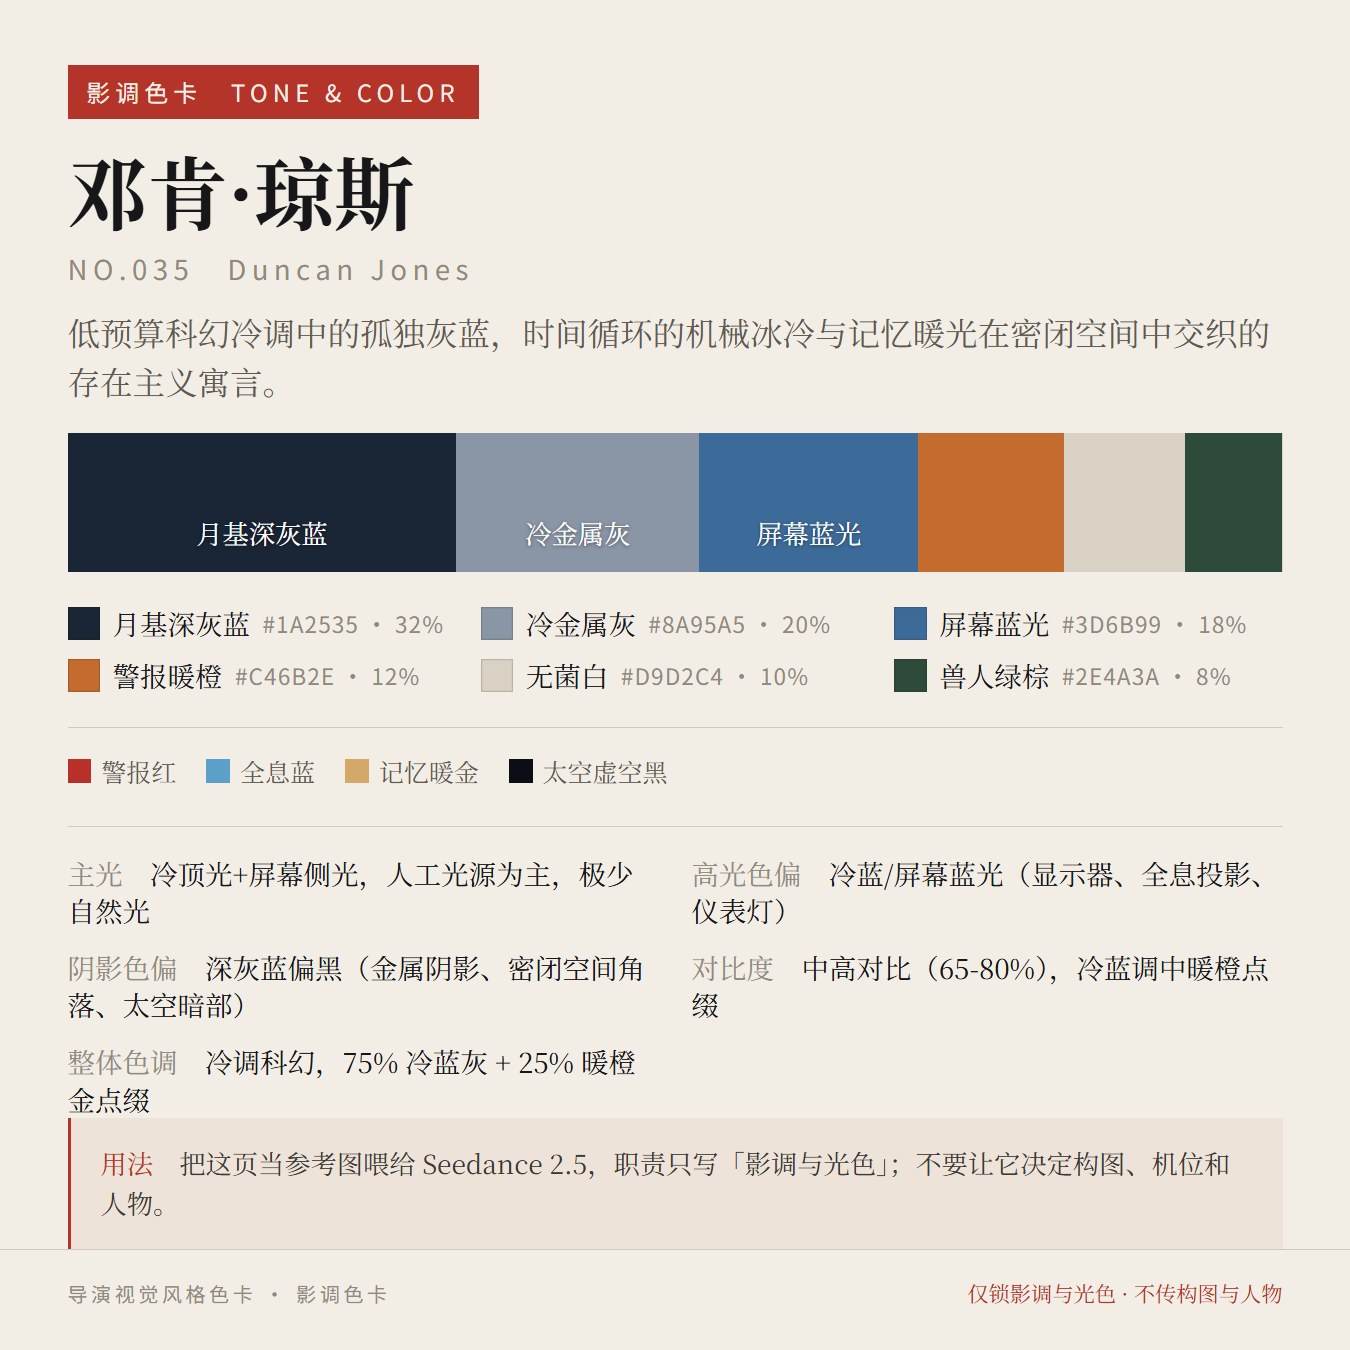 影调色卡 TONE & COLOR
邓肯·琼斯
NO.035 Duncan Jones
低预算科幻冷调中的孤独灰蓝，时间循环的机械冰冷与记忆暖光在密闭空间中交织的
存在主义寓言。
月基深灰蓝 冷金属灰 屏幕蓝光
月基深灰蓝 #1A2535 · 32% 冷金属灰 #8A95A5 · 20% 屏幕蓝光 #3D6B99 · 18%
警报暖橙 #C46B2E · 12% 无菌白 #D9D2C4 · 10% 兽人绿棕 #2E4A3A · 8%
警报红 全息蓝 记忆暖金 太空虚空黑
主光 冷顶光+屏幕侧光，人工光源为主，极少
自然光
高光色偏 冷蓝/屏幕蓝光（显示器、全息投影、
仪表灯）
阴影色偏 深灰蓝偏黑（金属阴影、密闭空间角
落、太空暗部）
对比度 中高对比（65-80%），冷蓝调中暖橙点
缀
整体色调 冷调科幻，75% 冷蓝灰 + 25% 暖橙
金点缀
用法 把这页当参考图喂给 Seedance 2.5，职责只写「影调与光色」；不要让它决定构图、机位和
人物。
导演视觉风格色卡 · 影调色卡
仅锁影调与光色 · 不传构图与人物